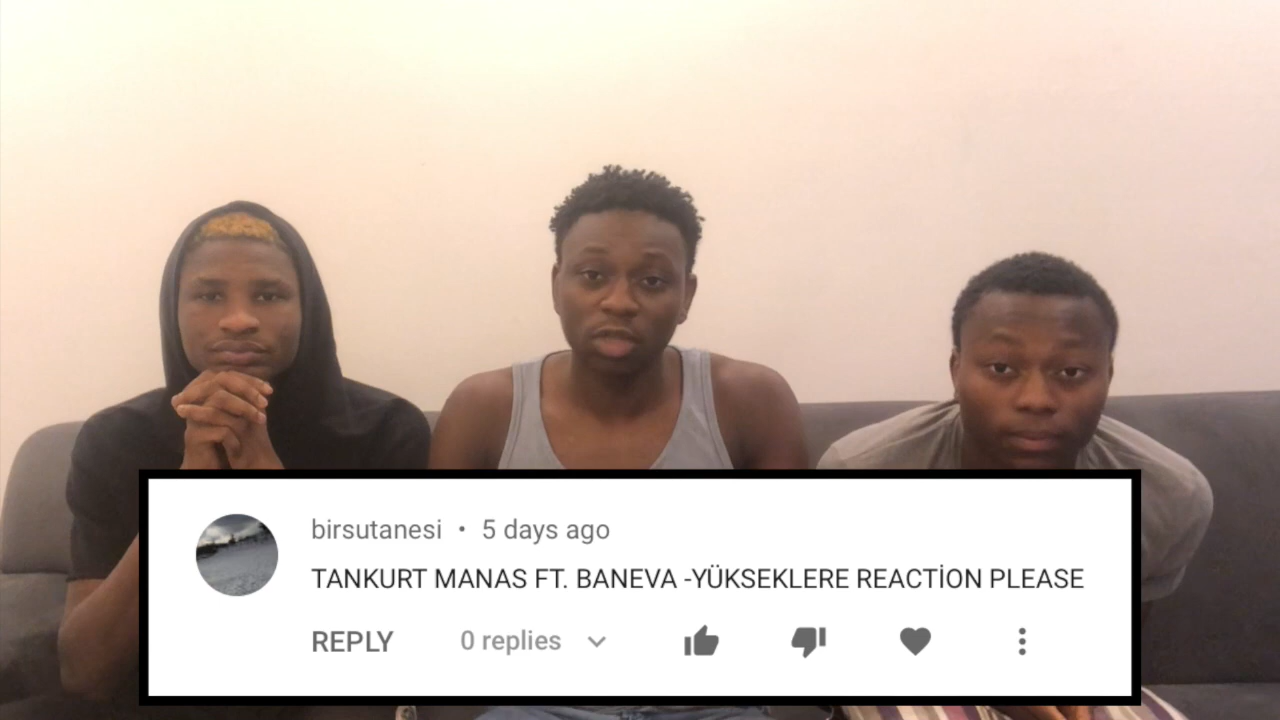 birsutanesi • 5 days ago
TANKURT MANAS FT. BANEVA -YÜKSEKLERE REACTİON PLEASE
REPLY 0 replies